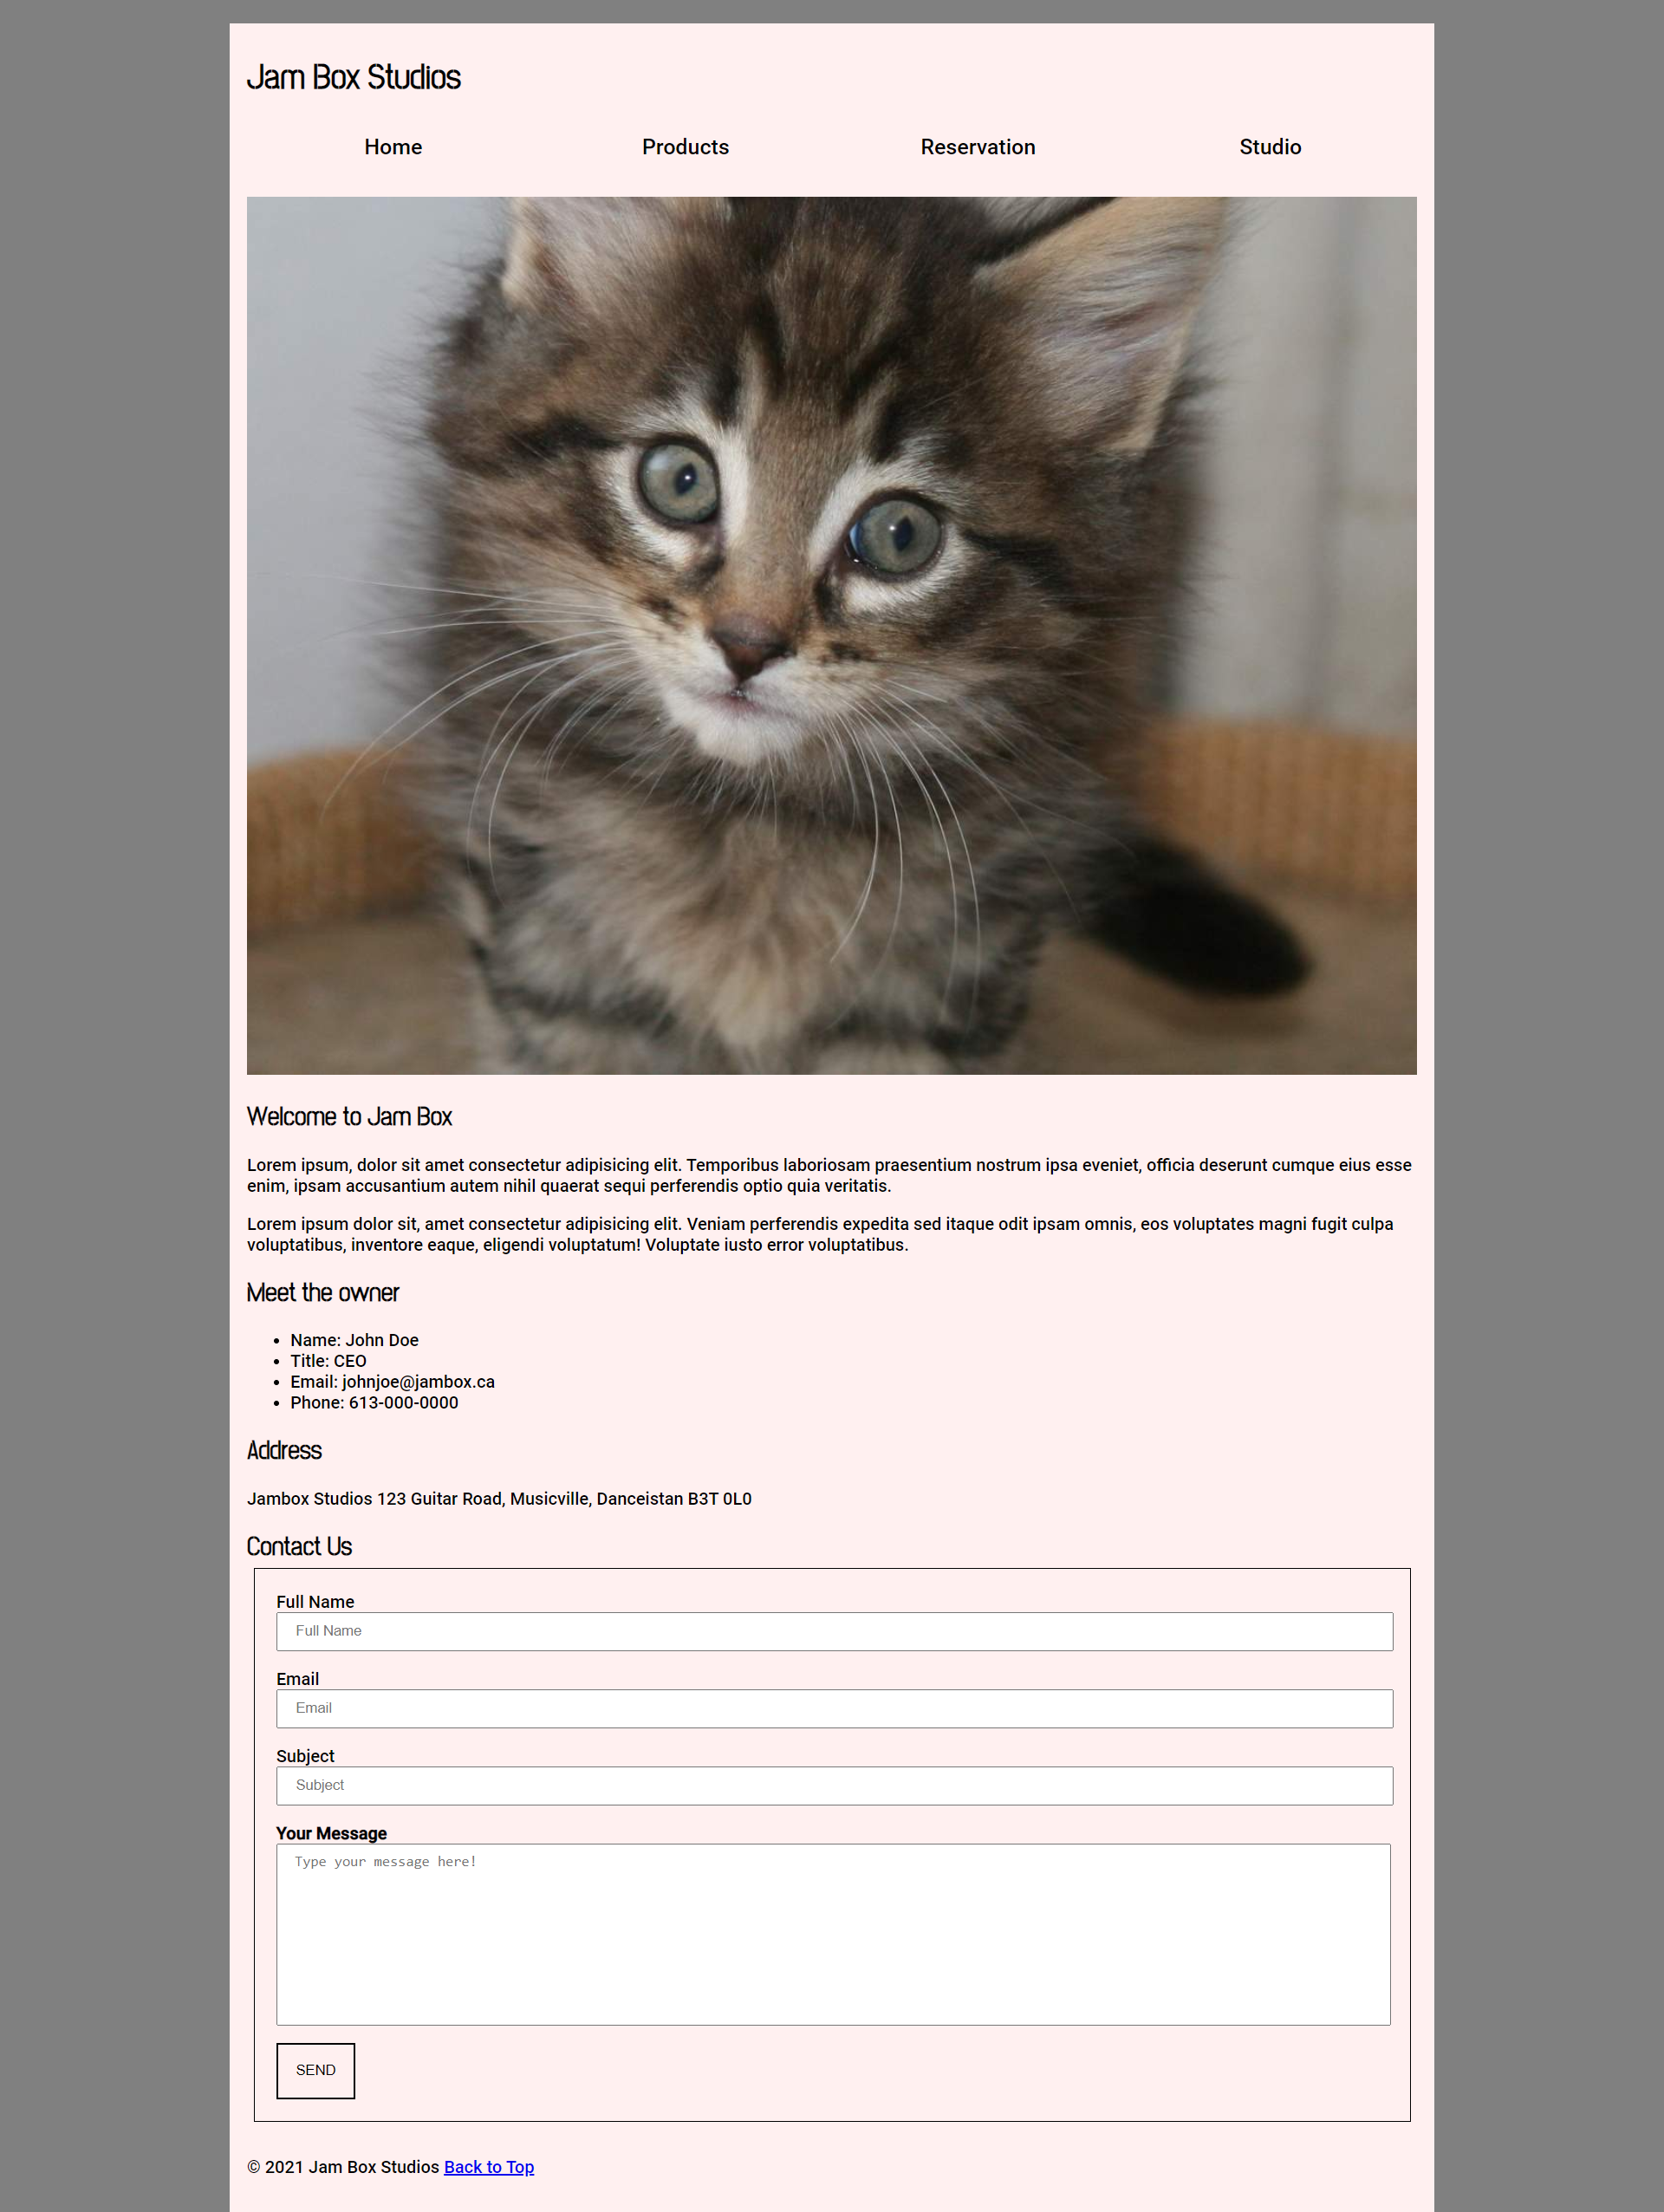 Jam Box Studios
Home Products Reservation Studio
Welcome to Jam Box
Lorem ipsum, dolor sit amet consectetur adipisicing elit. Temporibus laboriosam praesentium nostrum ipsa eveniet, officia deserunt cumque eius esse
enim, ipsam accusantium autem nihil quaerat sequi perferendis optio quia veritatis.
Lorem ipsum dolor sit, amet consectetur adipisicing elit. Veniam perferendis expedita sed itaque odit ipsam omnis, eos voluptates magni fugit culpa
voluptatibus, inventore eaque, eligendi voluptatum! Voluptate iusto error voluptatibus.
Meet the owner
• Name: John Doe
• Title: CEO
• Email: johnjoe@jambox.ca
• Phone: 613-000-0000
Address
Jambox Studios 123 Guitar Road, Musicville, Danceistan B3T 0L0
Contact Us
Full Name
Full Name
Email
Email
Subject
Subject
Your Message
Type your message here!
SEND
© 2021 Jam Box Studios Back to Top